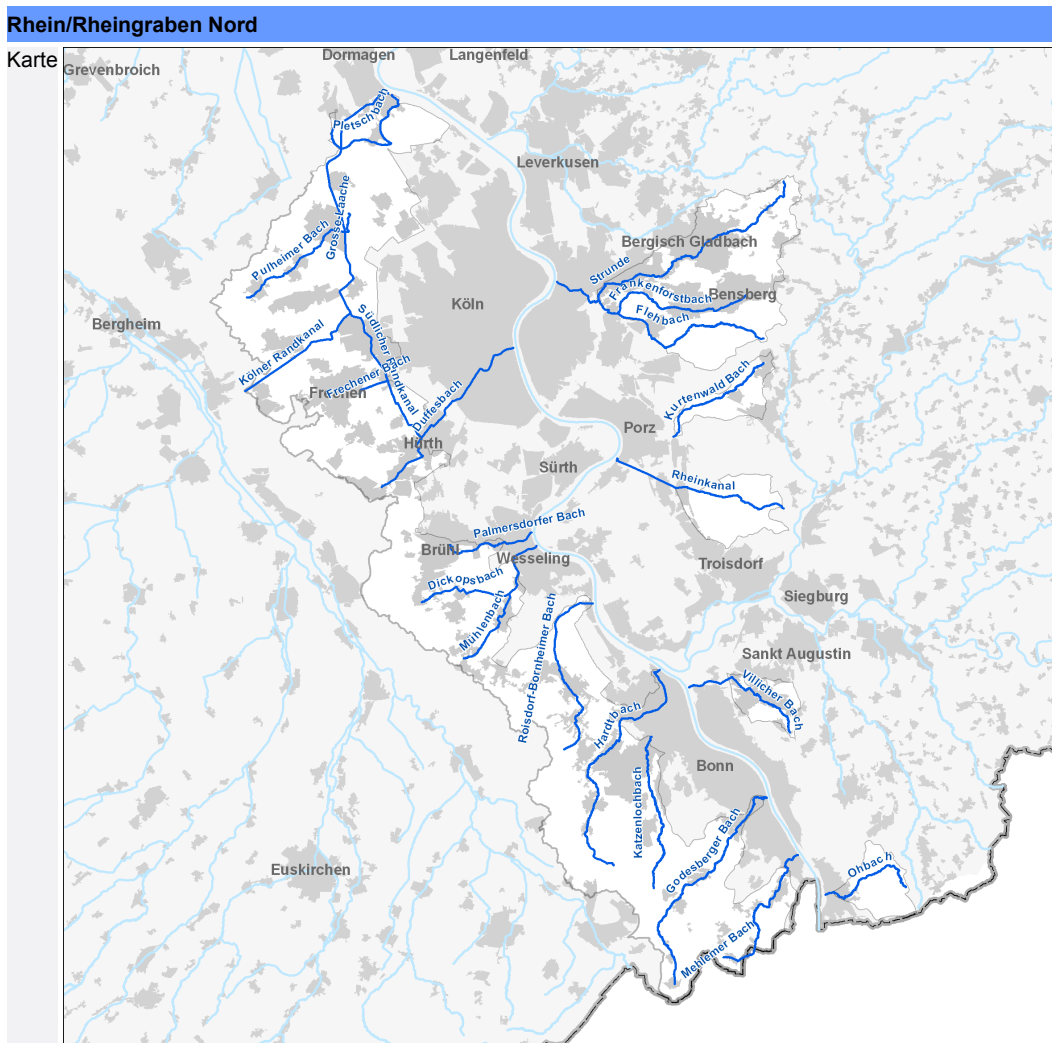 Rhein/Rheingraben Nord
Karte
Dormagen
Langenfeld
Grevenbroich
Pletschbach
Leverkusen
Grosse-Laache
Pulheimer Bach
Bergisch Gladbach
Strunde
Frankenforstbach
Bensberg
Flehbach
Köln
Bergheim
Kölner Randkanal
Südlicher Randkanal
Frechener Bach
Frechen
Duffesbach
Kurtenwald Bach
Porz
Hürth
Sürth
Rheinkanal
Palmersdorfer Bach
Brühl
Wesseling
Troisdorf
Dickopsbach
Siegburg
Mühlenbach
Roisdorf-Bornheimer Bach
Sankt Augustin
Villicher Bach
Hardtbach
Bonn
Katzenlochbach
Godesberger Bach
Ohbach
Euskirchen
Mehlemer Bach